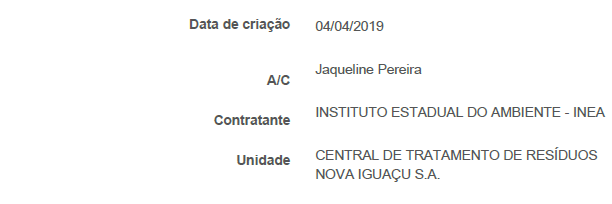 Data de criação 04/04/2019
A/C Jaqueline Pereira
Contratante INSTITUTO ESTADUAL DO AMBIENTE - INEA
Unidade CENTRAL DE TRATAMENTO DE RESÍDUOS
NOVA IGUAÇU S.A.